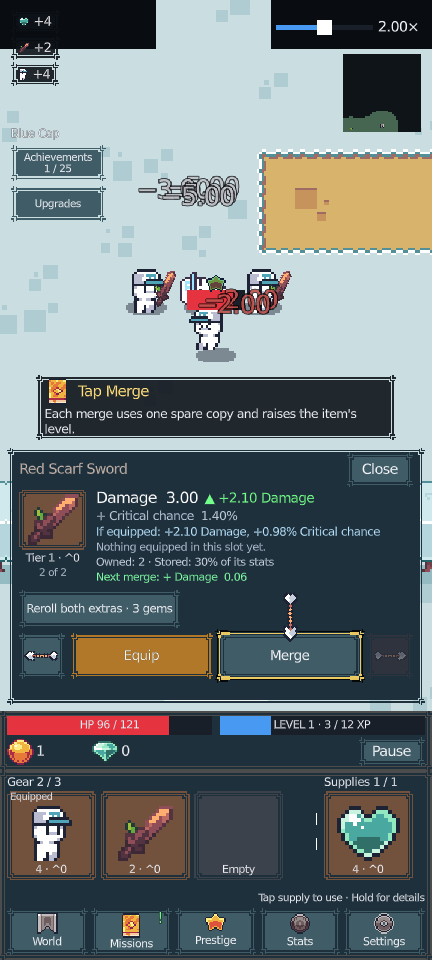 +4
+2
+4
2.00×
Blue Cap
Achievements
1 / 25
Upgrades
−5.00
−2.00
Tap Merge
Each merge uses one spare copy and raises the item's
level.
Red Scarf Sword
Close
Damage 3.00 ▲ +2.10 Damage
+ Critical chance 1.40%
If equipped: +2.10 Damage, +0.98% Critical chance
Nothing equipped in this slot yet.
Tier 1 · ^0
Owned: 2 · Stored: 30% of its stats
2 of 2
Next merge: + Damage 0.06
Reroll both extras · 3 gems
Equip
Merge
HP 96 / 121
LEVEL 1 · 3 / 12 XP
1
0
Pause
Gear 2 / 3
Supplies 1 / 1
Equipped
4 · ^0
2 · ^0
Empty
4 · ^0
Tap supply to use · Hold for details
World
Missions
!
Prestige
Stats
Settings